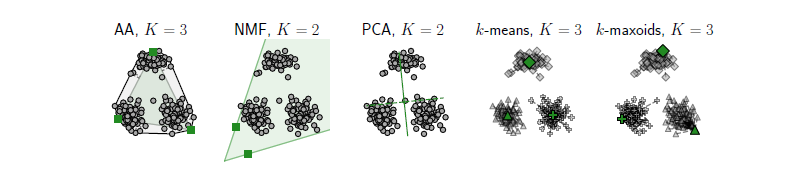 AA, K = 3
NMF, K = 2
PCA, K = 2
k-means, K = 3
k-maxoids, K = 3